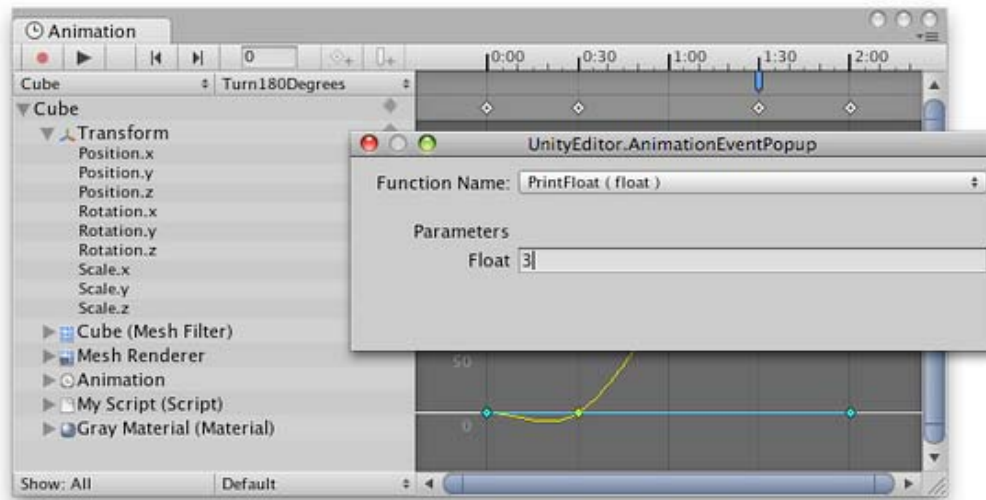 Animation
0 0:00 0:30 1:00 1:30 2:00
Cube Turn180Degrees
Cube
Transform
Position.x
Position.y
Position.z
Rotation.x
Rotation.y
Rotation.z
Scale.x
Scale.y
Scale.z
Cube (Mesh Filter)
Mesh Renderer
Animation
My Script (Script)
Gray Material (Material)
Show: All Default
UnityEditor.AnimationEventPopup
Function Name: PrintFloat ( float )
Parameters
Float 3
50
0